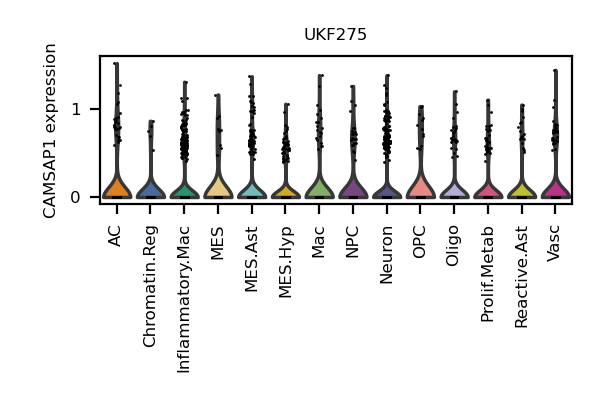 UKF275
CAMSAP1 expression
1
0
AC
Chromatin.Reg
Inflammatory.Mac
MES
MES.Ast
MES.Hyp
Mac
NPC
Neuron
OPC
Oligo
Prolif.Metab
Reactive.Ast
Vasc